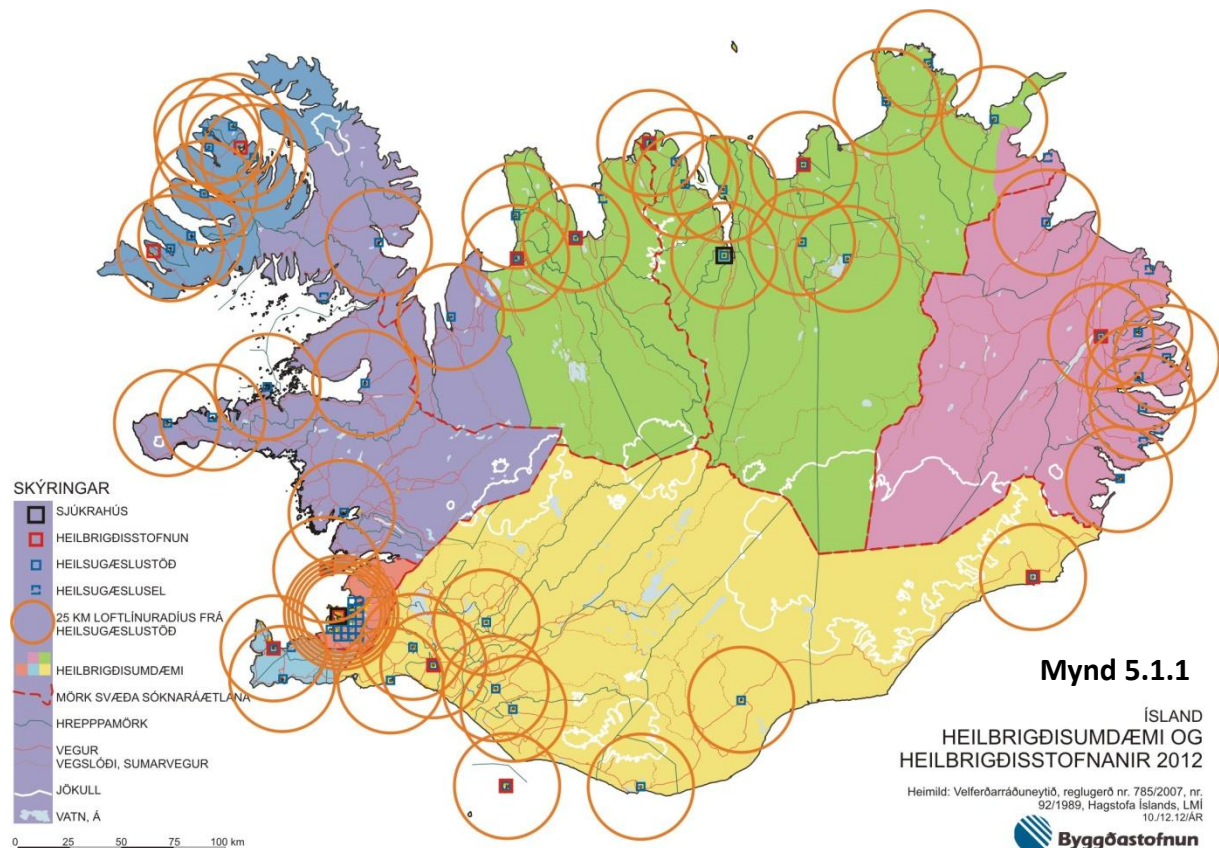 SKÝRINGAR
SJÚKRAHÚS
HEILBRIGÐISSTOFNUN
HEILSUGÆSLUSTÖÐ
HEILSUGÆSLUSEL
25 KM LOFTLÍNURADÍUS FRÁ
HEILSUGÆSLUSTÖÐ
HEILBRIGÐISUMDÆMI
MÖRK SVÆÐA SÓKNARÁÆTLANA
HREPPPAMÖRK
VEGUR
VEGSLÓÐI, SUMARVEGUR
JÖKULL
VATN, Á
0 25 50 75 100 km
Mynd 5.1.1
ÍSLAND
HEILBRIGÐISUMDÆMI OG
HEILBRIGÐISSTOFNANIR 2012
Heimild: Velferðarráðuneytið, reglugerð nr. 785/2007, nr.
92/1989, Hagstofa Íslands, LMÍ
10./12.12/ÁR
Byggðastofnun